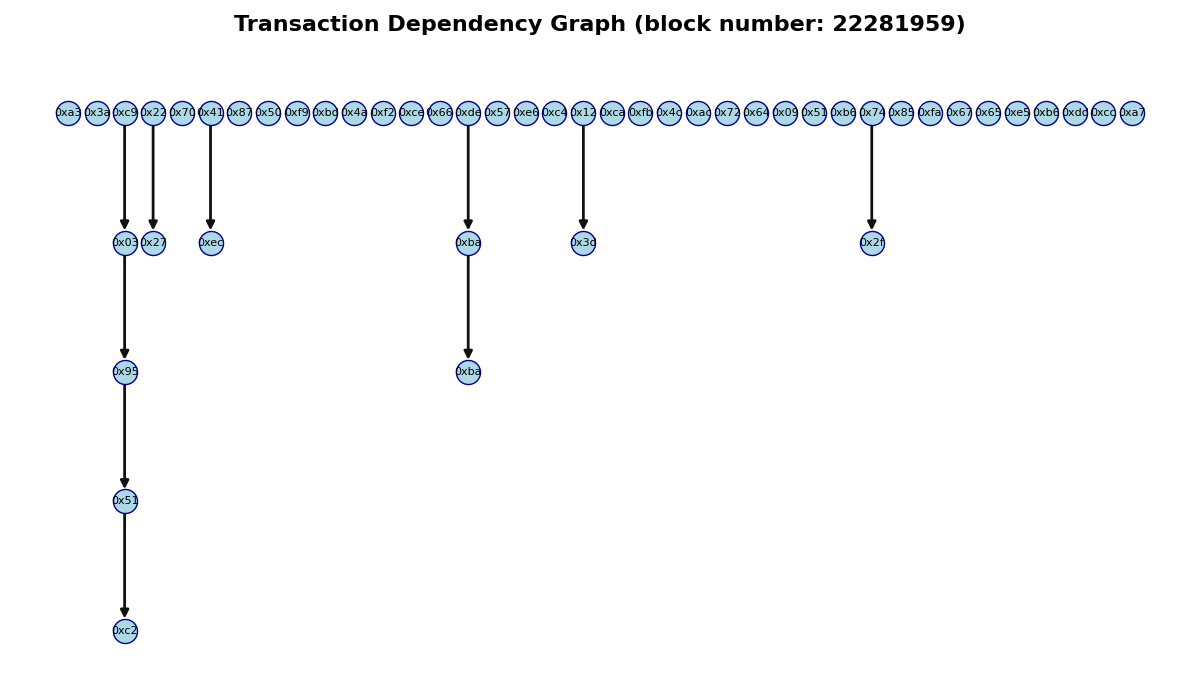 Transaction Dependency Graph (block number: 22281959)
0xa3 0x3a 0xc9 0x22 0x70 0x41 0x87 0x50 0xf9 0xbd 0x4a 0xf2 0xce 0x66 0xde 0x57 0xe6 0xc4 0x12 0xca 0xfb 0x4c 0xac 0x72 0x64 0x09 0x51 0xb6 0x74 0x85 0xfa 0x67 0x65 0xe5 0xb6 0xdd 0xcc 0xa7
0x03 0x27 0xec 0xba 0x3d 0x2f
0x95 0xba
0x51
0xc2